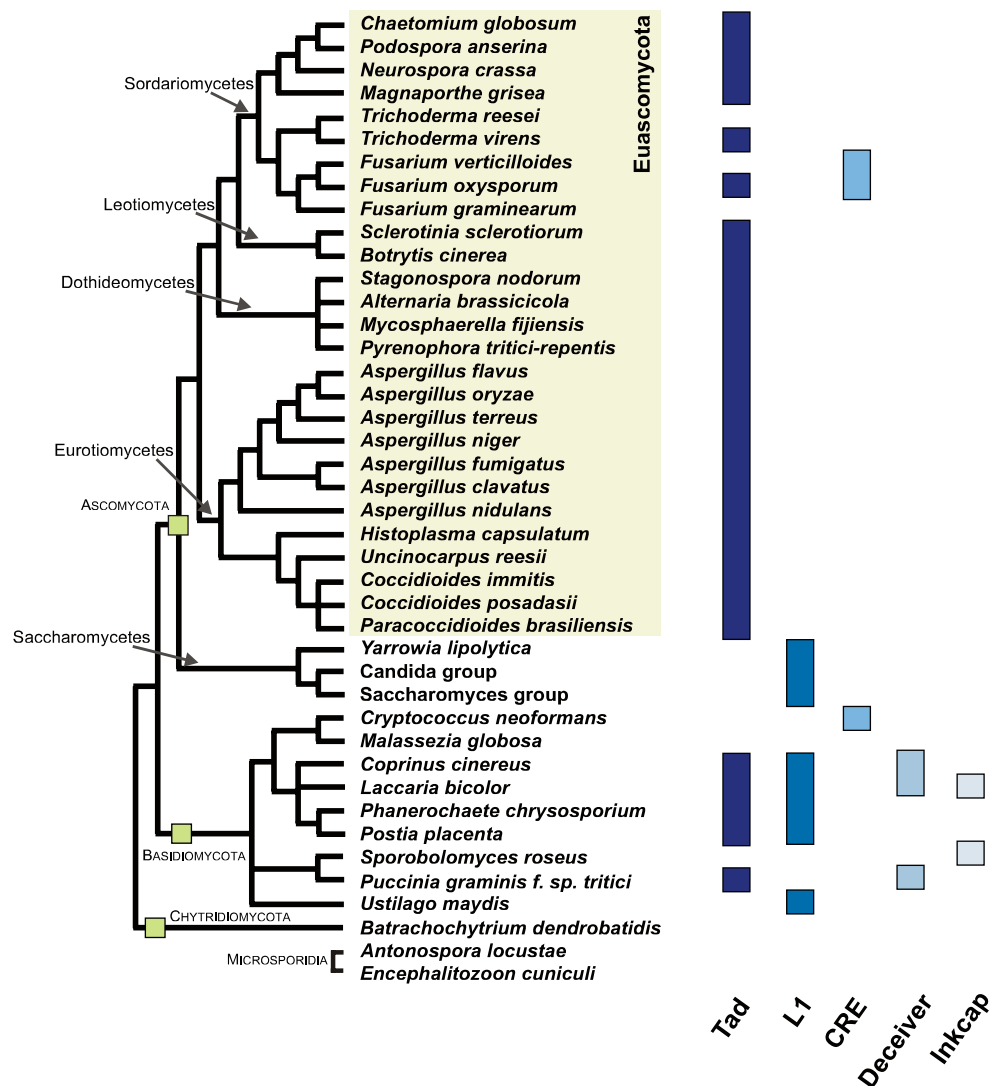 Chaetomium globosum
Podospora anserina
Neurospora crassa
Magnaporthe grisea
Trichoderma reesei
Trichoderma virens
Fusarium verticilloides
Fusarium oxysporum
Fusarium graminearum
Sclerotinia sclerotiorum
Botrytis cinerea
Stagonospora nodorum
Alternaria brassicicola
Mycosphaerella fijiensis
Pyrenophora tritici-repentis
Aspergillus flavus
Aspergillus oryzae
Aspergillus terreus
Aspergillus niger
Aspergillus fumigatus
Aspergillus clavatus
Aspergillus nidulans
Histoplasma capsulatum
Uncinocarpus reesii
Coccidioides immitis
Coccidioides posadasii
Paracoccidioides brasiliensis
Yarrowia lipolytica
Candida group
Saccharomyces group
Cryptococcus neoformans
Malassezia globosa
Coprinus cinereus
Laccaria bicolor
Phanerochaete chrysosporium
Postia placenta
Sporobolomyces roseus
Puccinia graminis f. sp. tritici
Ustilago maydis
Batrachochytrium dendrobatidis
Antonospora locustae
Encephalitozoon cuniculi
Euascomycota
Sordariomycetes
Leotiomycetes
Dothideomycetes
Eurotiomycetes
ASCOMYCOTA
Saccharomycetes
BASIDIOMYCOTA
CHYTRIDIOMYCOTA
MICROSPORIDIA
Tad
L1
CRE
Deceiver
Inkcap